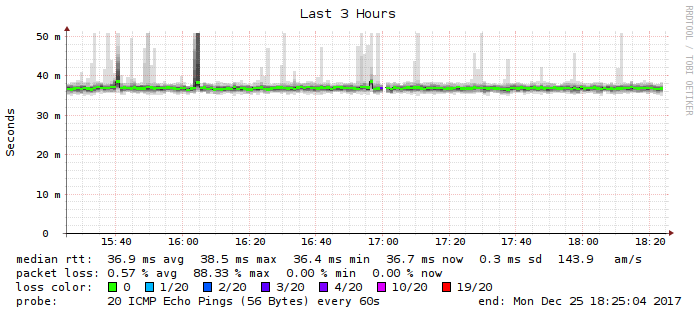 Last 3 Hours
RRDTOOL / TOBI OETIKER
50 m
40 m
30 m
20 m
10 m
0
Seconds
15:40 16:00 16:20 16:40 17:00 17:20 17:40 18:00 18:20
median rtt: 36.9 ms avg 38.5 ms max 36.4 ms min 36.7 ms now 0.3 ms sd 143.9 am/s
packet loss: 0.57 % avg 88.33 % max 0.00 % min 0.00 % now
loss color: 0 1/20 2/20 3/20 4/20 10/20 19/20
probe: 20 ICMP Echo Pings (56 Bytes) every 60s end: Mon Dec 25 18:25:04 2017